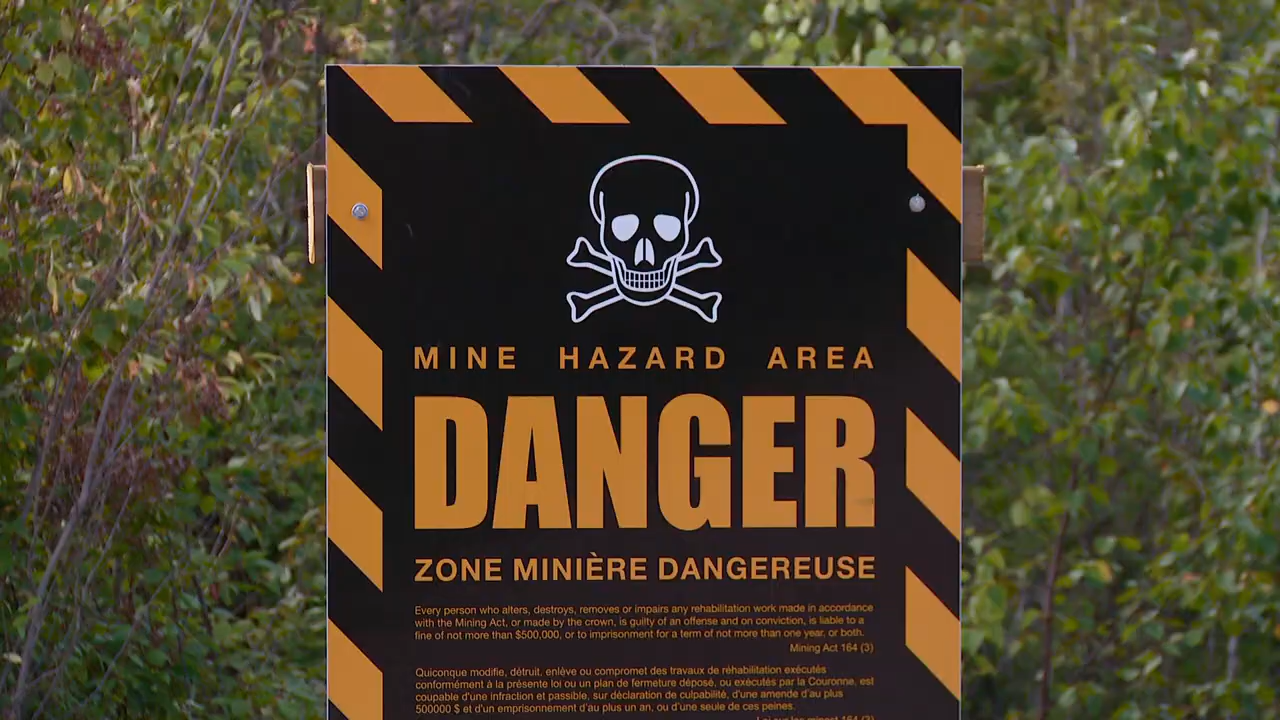 MINE HAZARD AREA
DANGER
ZONE MINIÈRE DANGEREUSE
Every person who alters, destroys, removes or impairs any rehabilitation work made in accordance
with the Mining Act, or made by the crown, is guilty of an offense and on conviction, is liable to a
fine of not more than $500,000, or to imprisonment for a term of not more than one year, or both.
Mining Act 164 (3)
Quiconque modifie, détruit, enlève ou compromet des travaux de réhabilitation exécutés
conformément à la présente loi ou un plan de fermeture déposé, ou exécutés par la Couronne, est
coupable d'une infraction et passible, sur déclaration de culpabilité, d'une amende d'au plus
500000 $ et d'un emprisonnement d'au plus un an, ou d'une seule de ces peines.